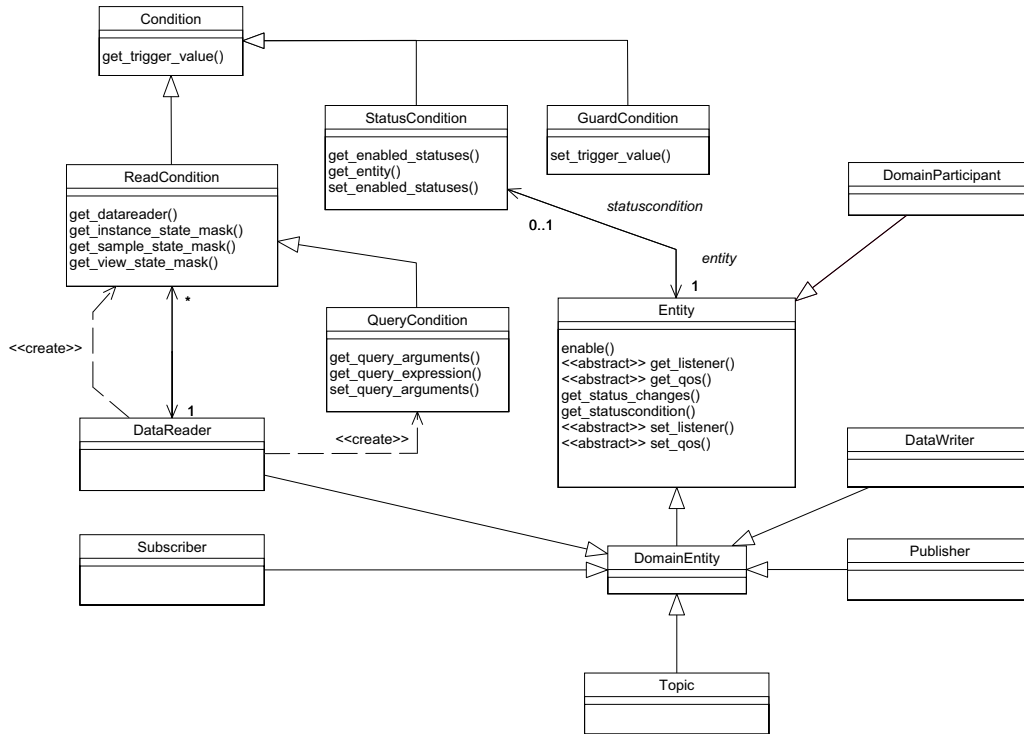 Condition
get_trigger_value()
StatusCondition
get_enabled_statuses()
get_entity()
set_enabled_statuses()
GuardCondition
set_trigger_value()
ReadCondition
get_datareader()
get_instance_state_mask()
get_sample_state_mask()
get_view_state_mask()
DomainParticipant
statuscondition
0..1
entity
1
*
<<create>>
QueryCondition
get_query_arguments()
get_query_expression()
set_query_arguments()
Entity
enable()
<<abstract>> get_listener()
<<abstract>> get_qos()
get_status_changes()
get_statuscondition()
<<abstract>> set_listener()
<<abstract>> set_qos()
1
DataReader
<<create>>
DataWriter
Subscriber
DomainEntity
Publisher
Topic